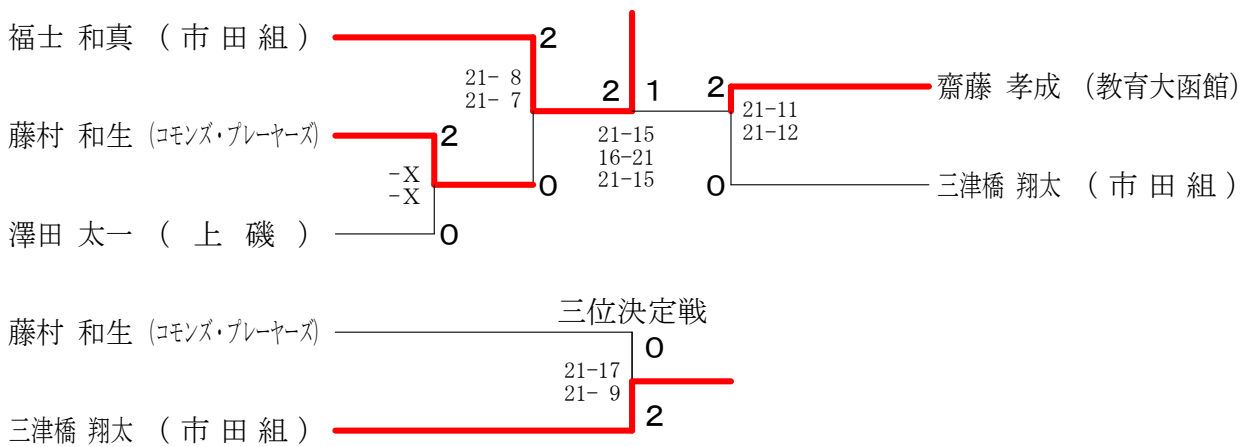 福士 和真 （ 市 田 組 ）
2
21- 8
21- 7
藤村 和生 (コモンズ・プレーヤーズ)
2
-X
-X
0
澤田 太一 （ 上 磯 ）
0
2 1
21-15
16-21
21-15
2
齋藤 孝成 （教育大函館）
21-11
21-12
0
三津橋 翔太 （ 市 田 組 ）
三位決定戦
藤村 和生 (コモンズ・プレーヤーズ)
0
21-17
21- 9
2
三津橋 翔太 （ 市 田 組 ）